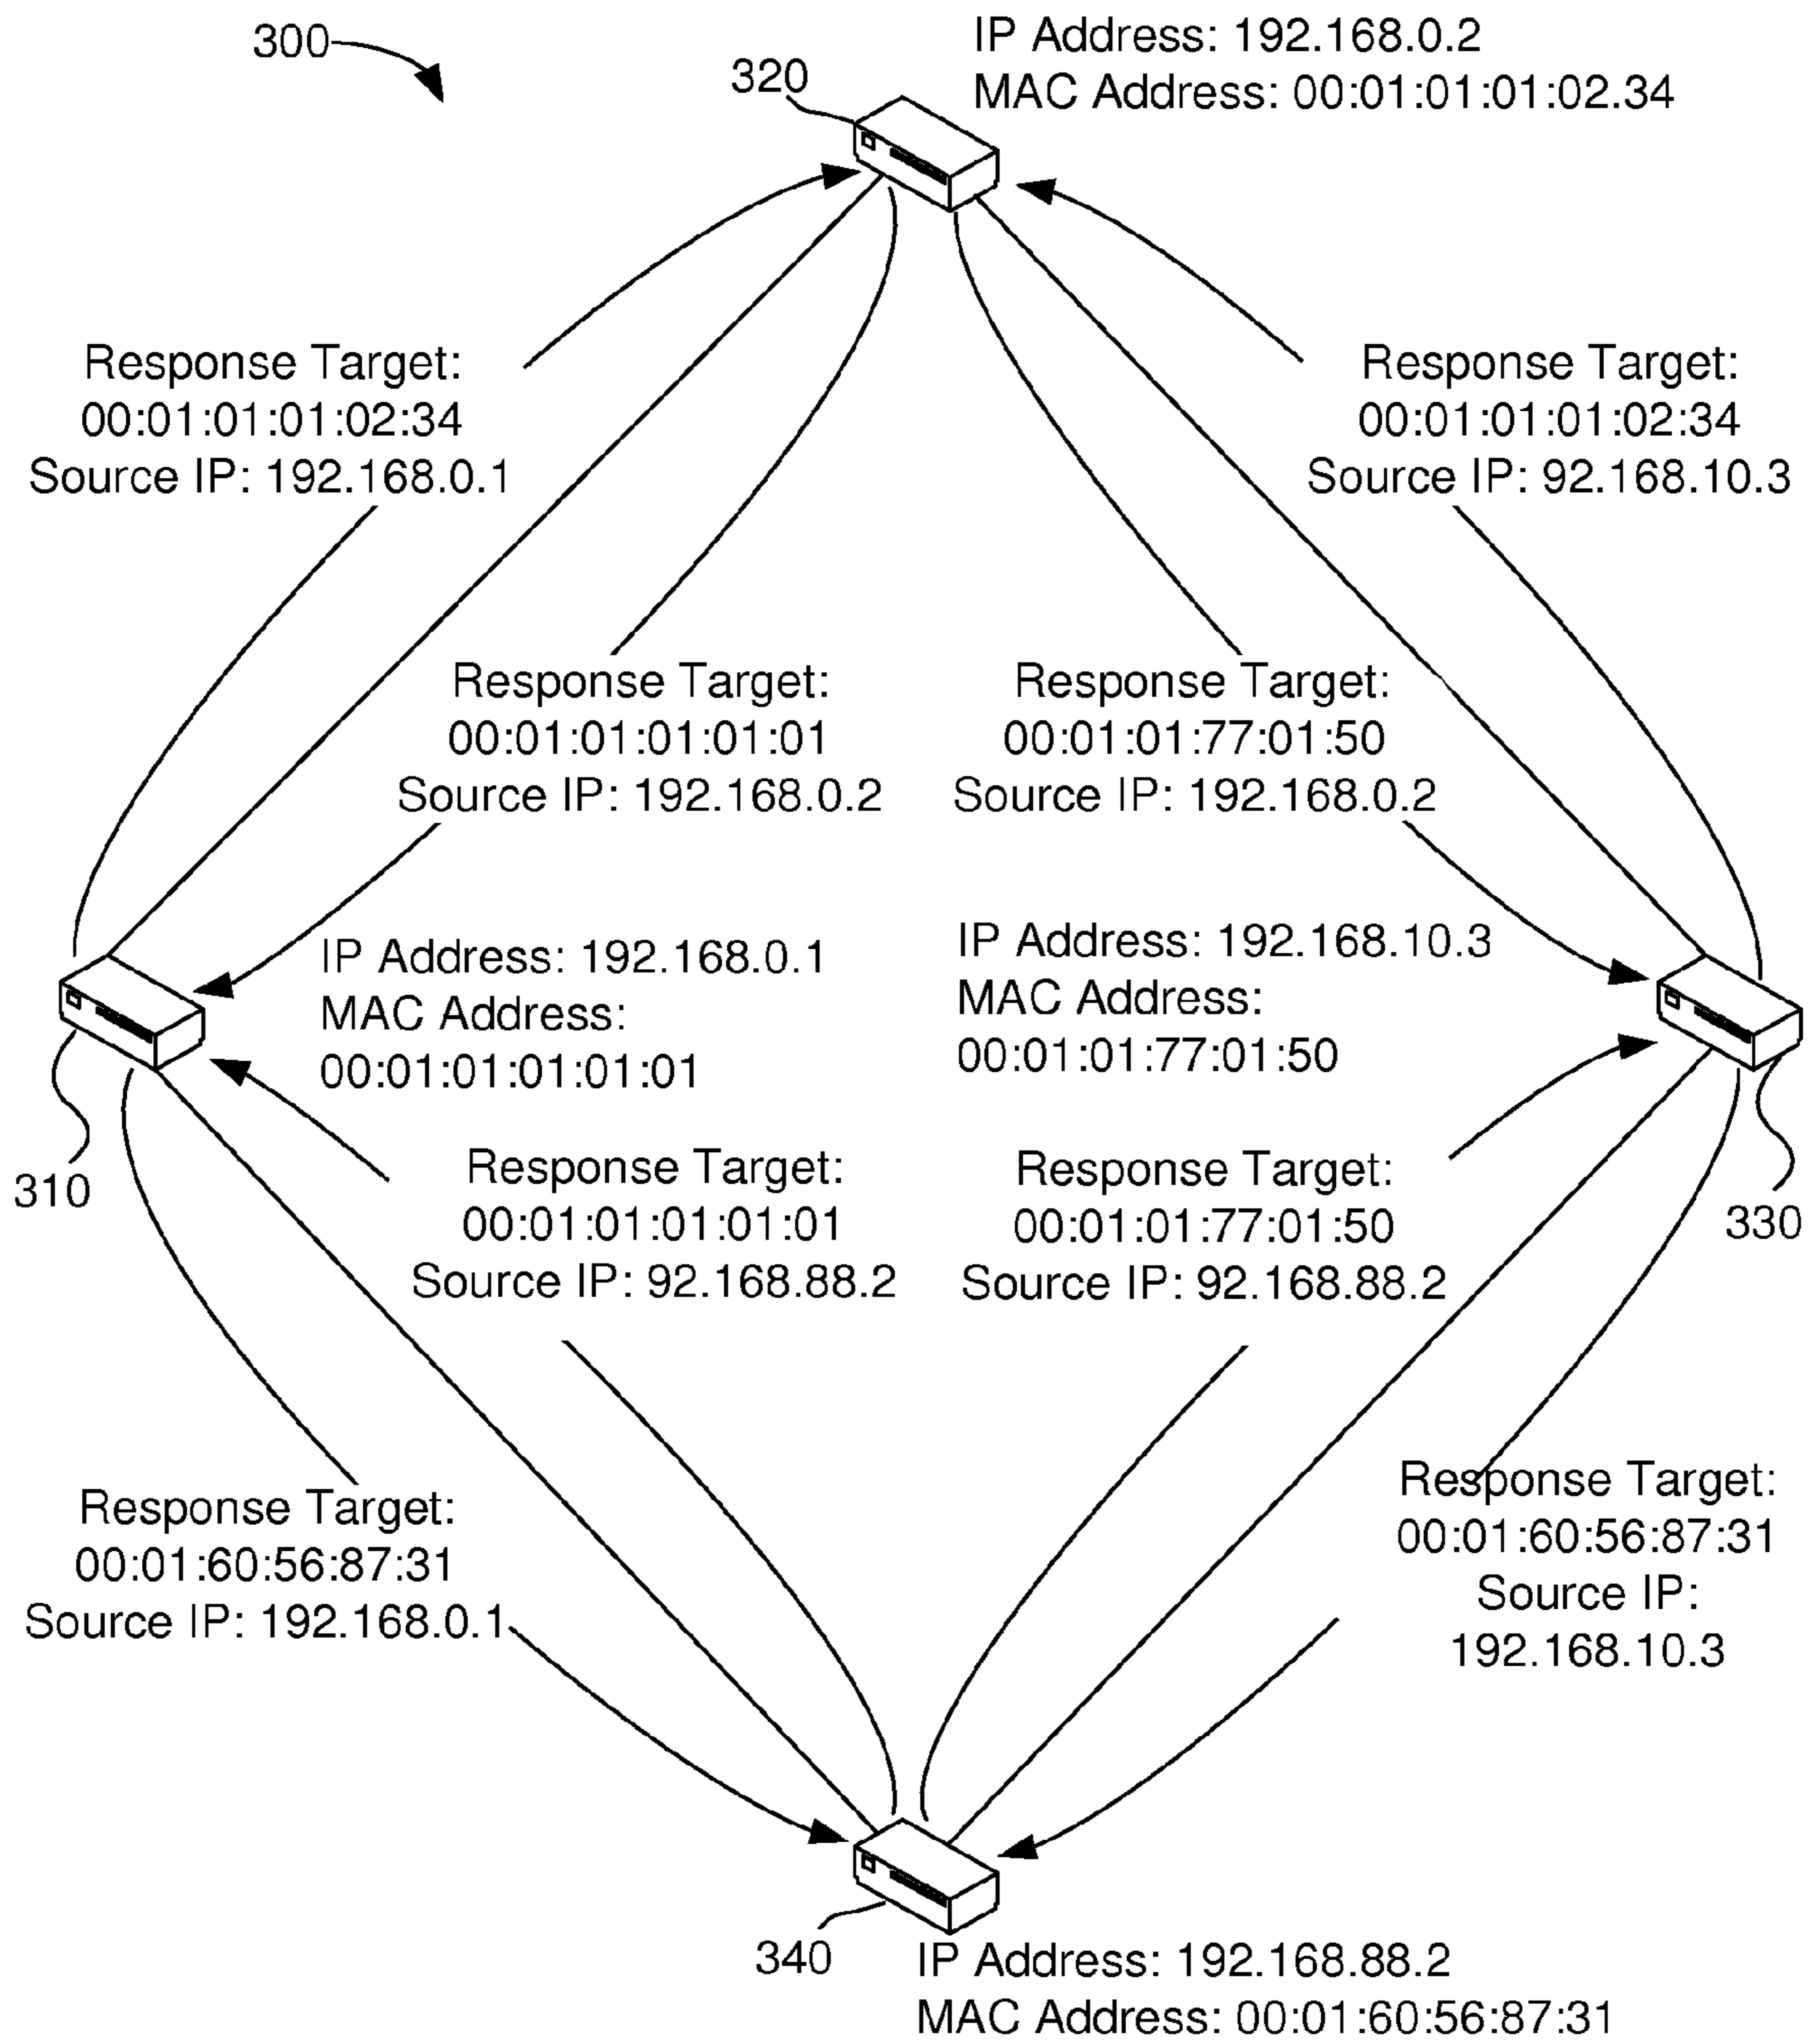 300
320
IP Address: 192.168.0.2
MAC Address: 00:01:01:01:02.34
Response Target:
00:01:01:01:02:34
Source IP: 192.168.0.1
Response Target:
00:01:01:01:02:34
Source IP: 92.168.10.3
Response Target:
00:01:01:01:01:01
Source IP: 192.168.0.2
Response Target:
00:01:01:77:01:50
Source IP: 192.168.0.2
IP Address: 192.168.0.1
MAC Address:
00:01:01:01:01:01
IP Address: 192.168.10.3
MAC Address:
00:01:01:77:01:50
310
330
Response Target:
00:01:01:01:01:01
Source IP: 92.168.88.2
Response Target:
00:01:01:77:01:50
Source IP: 92.168.88.2
Response Target:
00:01:60:56:87:31
Source IP: 192.168.0.1
Response Target:
00:01:60:56:87:31
Source IP:
192.168.10.3
340
IP Address: 192.168.88.2
MAC Address: 00:01:60:56:87:31